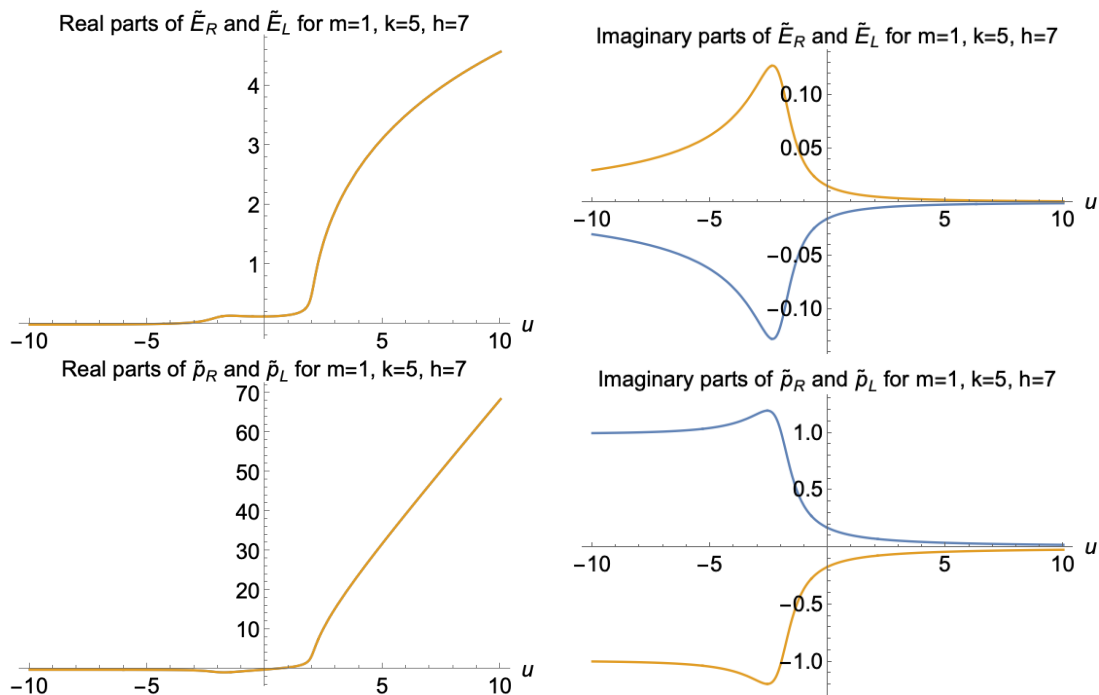 Real parts of Ẽ_R and Ẽ_L for m=1, k=5, h=7
4
3
2
1
-10 -5 5 10 u
Imaginary parts of Ẽ_R and Ẽ_L for m=1, k=5, h=7
0.10
0.05
-10 -5 5 10 u
-0.05
-0.10
Real parts of p̃_R and p̃_L for m=1, k=5, h=7
70
60
50
40
30
20
10
-10 -5 5 10 u
Imaginary parts of p̃_R and p̃_L for m=1, k=5, h=7
1.0
0.5
-10 -5 5 10 u
-0.5
-1.0